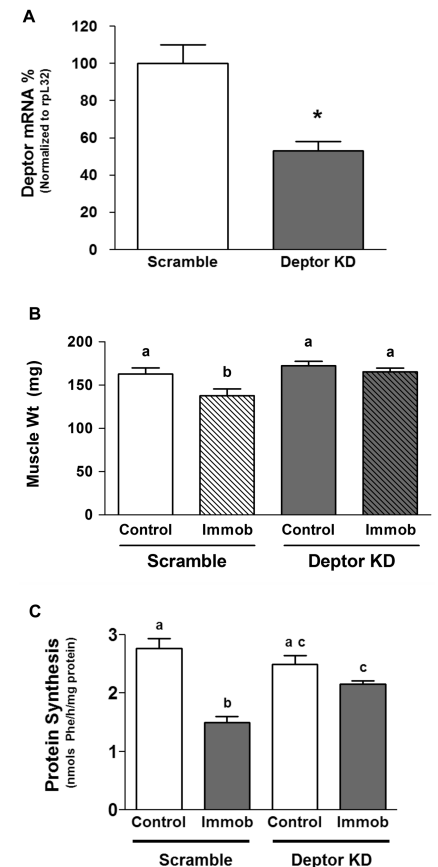 A
Deptor mRNA %
(Normalized to rpL32)
120
100
80
60
40
20
0
*
Scramble Deptor KD
B
Muscle Wt (mg)
200
150
100
50
0
a b a a
Control Immob Control Immob
Scramble Deptor KD
C
Protein Synthesis
(nmols Phe/h/mg protein)
3
2
1
0
a b a c c
Control Immob Control Immob
Scramble Deptor KD